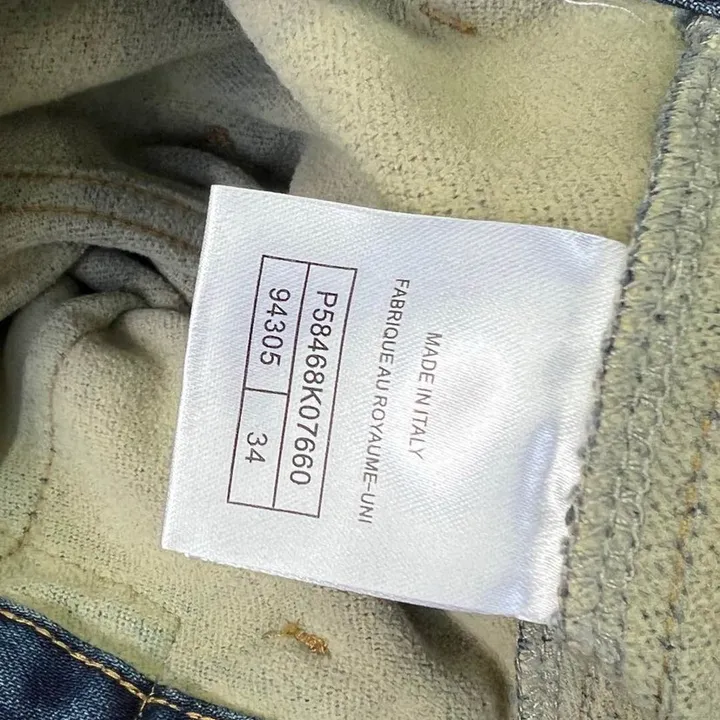 MADE IN ITALY
FABRIQUE AU ROYAUME-UNI
P58468K07660
94305 34